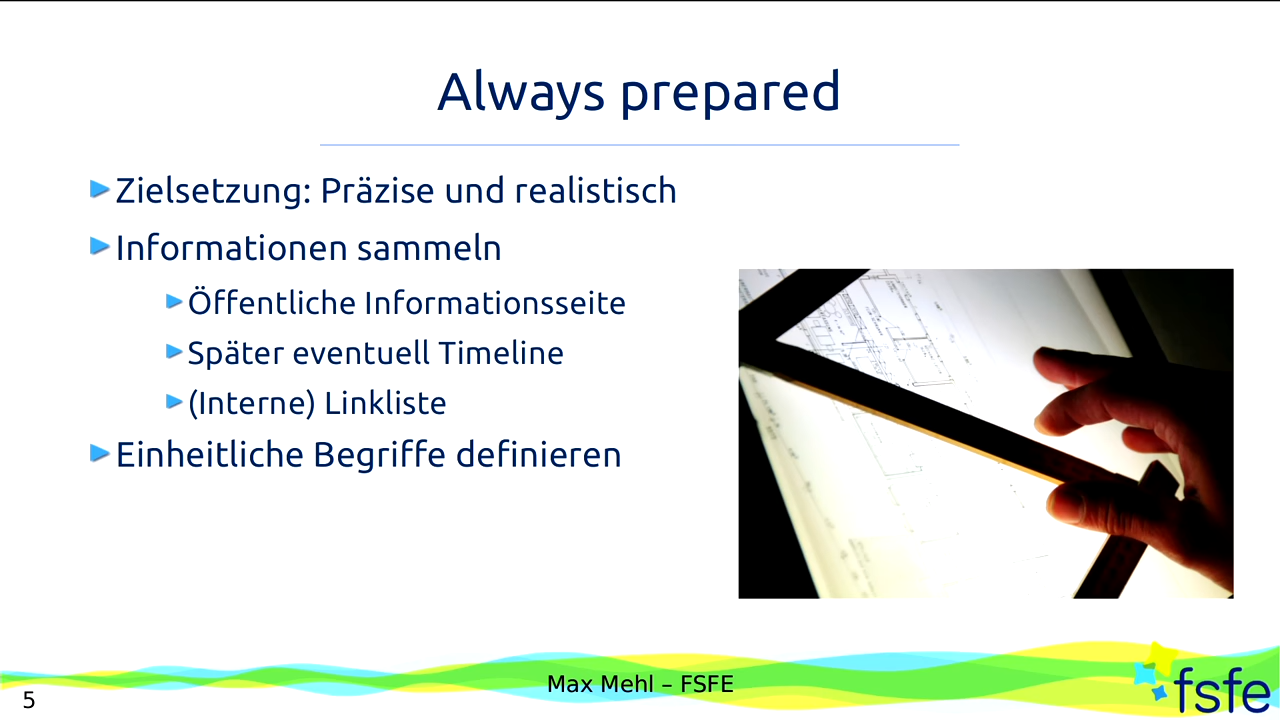 Always prepared
Zielsetzung: Präzise und realistisch
Informationen sammeln
Öffentliche Informationsseite
Später eventuell Timeline
(Interne) Linkliste
Einheitliche Begriffe definieren
Max Mehl – FSFE
5
fsfe